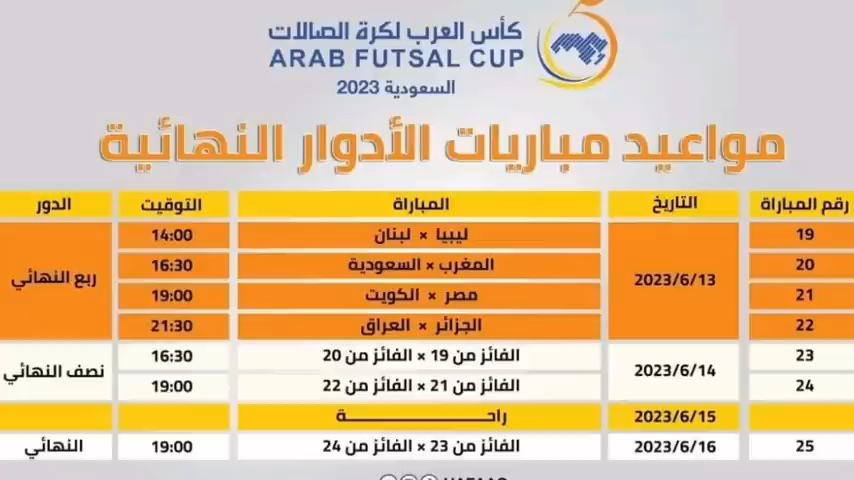 كأس العرب لكرة الصالات
ARAB FUTSAL CUP
السعودية 2023
مواعيد مباريات الأدوار النهائية
رقم المباراة التاريخ المباراة التوقيت الدور
19 2023/6/13 ليبيا × لبنان 14:00 ربع النهائي
20 المغرب × السعودية 16:30
21 مصر × الكويت 19:00
22 الجزائر × العراق 21:30
23 2023/6/14 الفائز من 19 × الفائز من 20 16:30 نصف النهائي
24 الفائز من 21 × الفائز من 22 19:00
2023/6/15 راحـــــــــــــــــة
25 2023/6/16 الفائز من 23 × الفائز من 24 19:00 النهائي